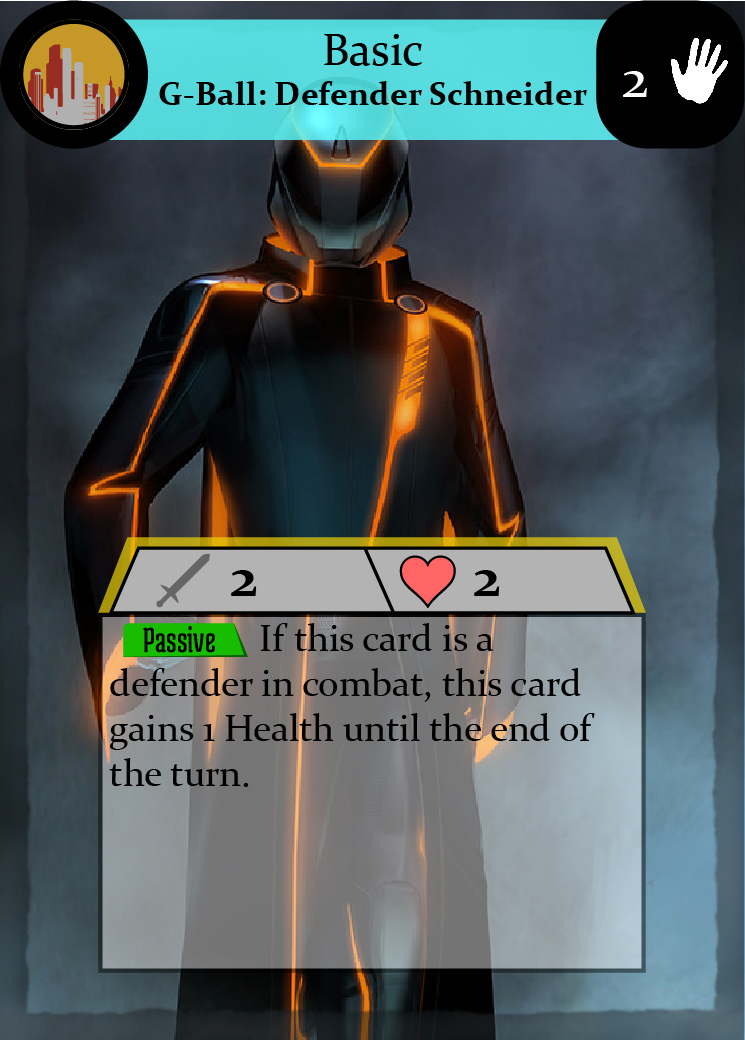 Basic
G-Ball: Defender Schneider
2
2
2
Passive If this card is a
defender in combat, this card
gains 1 Health until the end of
the turn.